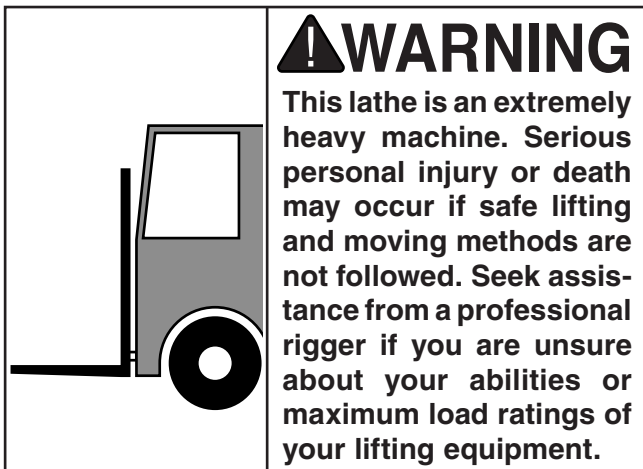 WARNING
This lathe is an extremely
heavy machine. Serious
personal injury or death
may occur if safe lifting
and moving methods are
not followed. Seek assis-
tance from a professional
rigger if you are unsure
about your abilities or
maximum load ratings of
your lifting equipment.